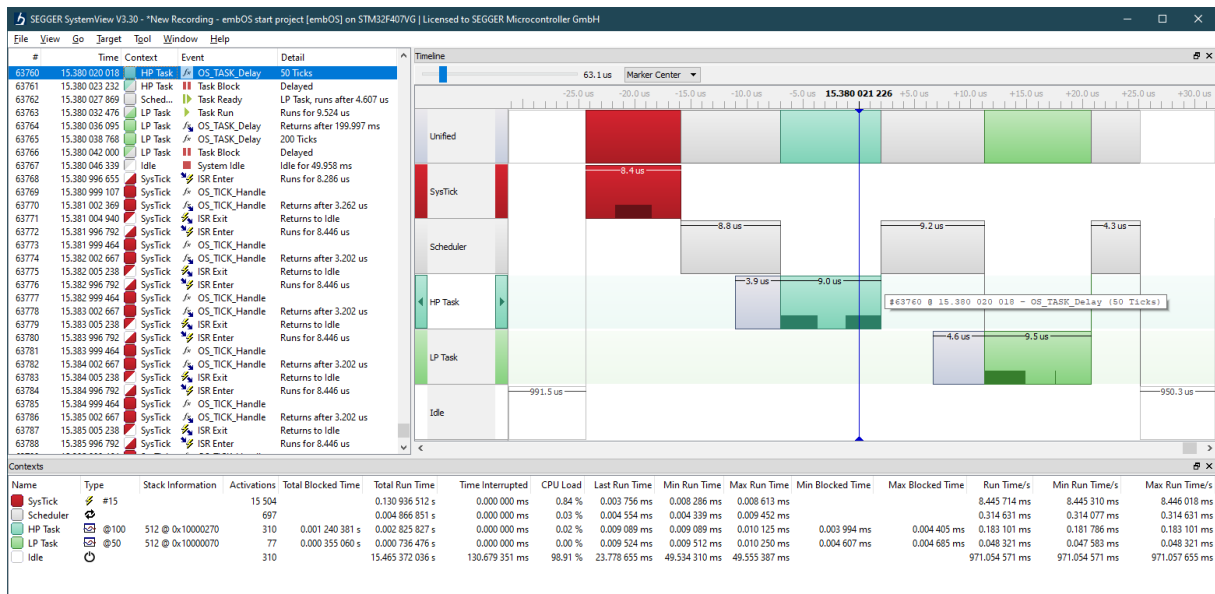 SEGGER SystemView V3.30 - *New Recording - embOS start project [embOS] on STM32F407VG | Licensed to SEGGER Microcontroller GmbH
File View Go Target Tool Window Help
# Time Context Event Detail
63760 15.380 020 018 HP Task OS_TASK_Delay 50 Ticks
63761 15.380 023 232 HP Task Task Block Delayed
63762 15.380 027 869 Sched... Task Ready LP Task, runs after 4.607 us
63763 15.380 032 476 LP Task Task Run Runs for 9.524 us
63764 15.380 036 095 LP Task OS_TASK_Delay Returns after 199.997 ms
63765 15.380 038 768 LP Task OS_TASK_Delay 200 Ticks
63766 15.380 042 000 LP Task Task Block Delayed
63767 15.380 046 339 Idle System Idle Idle for 49.958 ms
63768 15.380 996 655 SysTick ISR Enter Runs for 8.286 us
63769 15.380 999 107 SysTick OS_TICK_Handle
63770 15.381 002 369 SysTick OS_TICK_Handle Returns after 3.262 us
63771 15.381 004 940 SysTick ISR Exit Returns to Idle
63772 15.381 996 792 SysTick ISR Enter Runs for 8.446 us
63773 15.381 999 464 SysTick OS_TICK_Handle
63774 15.382 002 667 SysTick OS_TICK_Handle Returns after 3.202 us
63775 15.382 005 238 SysTick ISR Exit Returns to Idle
63776 15.382 996 792 SysTick ISR Enter Runs for 8.446 us
63777 15.382 999 464 SysTick OS_TICK_Handle
63778 15.383 002 667 SysTick OS_TICK_Handle Returns after 3.202 us
63779 15.383 005 238 SysTick ISR Exit Returns to Idle
63780 15.383 996 792 SysTick ISR Enter Runs for 8.446 us
63781 15.383 999 464 SysTick OS_TICK_Handle
63782 15.384 002 667 SysTick OS_TICK_Handle Returns after 3.202 us
63783 15.384 005 238 SysTick ISR Exit Returns to Idle
63784 15.384 996 792 SysTick ISR Enter Runs for 8.446 us
63785 15.384 999 464 SysTick OS_TICK_Handle
63786 15.385 002 667 SysTick OS_TICK_Handle Returns after 3.202 us
63787 15.385 005 238 SysTick ISR Exit Returns to Idle
63788 15.385 996 792 SysTick ISR Enter Runs for 8.446 us
Timeline
63.1 us Marker Center
-25.0 us -20.0 us -15.0 us -10.0 us -5.0 us 15.380 021 226 +5.0 us +10.0 us +15.0 us +20.0 us +25.0 us +30.0 us
Unified
SysTick 8.4 us
Scheduler 8.8 us 9.2 us 4.3 us
HP Task 3.9 us 9.0 us
#63760 @ 15.380 020 018 - OS_TASK_Delay (50 Ticks)
LP Task 4.6 us 9.5 us
Idle 991.5 us 950.3 us
Contexts
Name Type Stack Information Activations Total Blocked Time Total Run Time Time Interrupted CPU Load Last Run Time Min Run Time Max Run Time Min Blocked Time Max Blocked Time Run Time/s Min Run Time/s Max Run Time/s
SysTick #15 15 504 0.130 936 512 s 0.000 000 ms 0.84 % 0.003 756 ms 0.008 286 ms 0.008 613 ms 8.445 714 ms 8.445 310 ms 8.446 018 ms
Scheduler 697 0.004 866 851 s 0.000 000 ms 0.03 % 0.004 554 ms 0.004 339 ms 0.009 452 ms 0.314 631 ms 0.314 077 ms 0.314 631 ms
HP Task @100 512 @ 0x10000270 310 0.001 240 381 s 0.002 825 827 s 0.000 000 ms 0.02 % 0.009 089 ms 0.009 089 ms 0.010 125 ms 0.003 994 ms 0.004 405 ms 0.183 101 ms 0.181 786 ms 0.183 101 ms
LP Task @50 512 @ 0x10000070 77 0.000 355 060 s 0.000 736 476 s 0.000 000 ms 0.00 % 0.009 524 ms 0.009 512 ms 0.010 250 ms 0.004 607 ms 0.004 685 ms 0.048 321 ms 0.047 583 ms 0.048 321 ms
Idle 310 15.465 372 036 s 130.679 351 ms 98.91 % 23.778 655 ms 49.534 310 ms 49.555 387 ms 971.054 571 ms 971.054 571 ms 971.057 655 ms